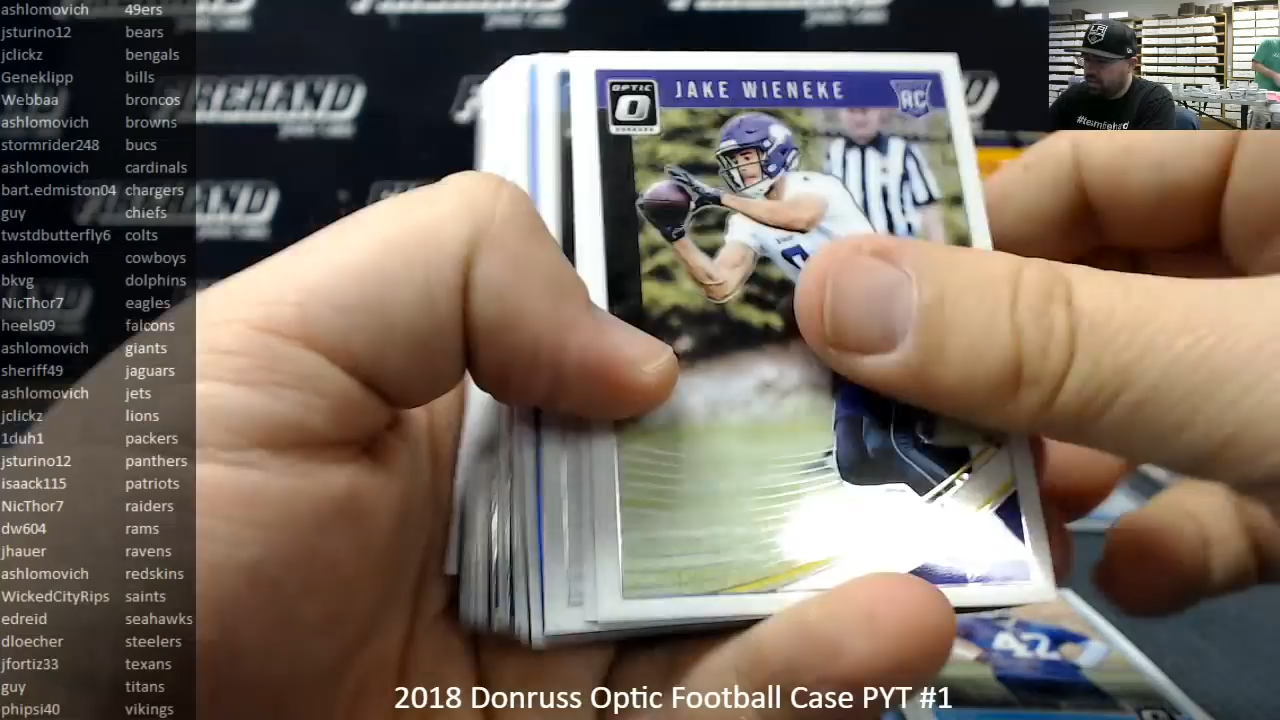 ashlomovich 49ers
jsturino12 bears
jclickz bengals
Geneklipp bills
Webbaa broncos
ashlomovich browns
stormrider248 bucs
ashlomovich cardinals
bart.edmiston04 chargers
guy chiefs
twstdbutterfly6 colts
ashlomovich cowboys
bkvg dolphins
NicThor7 eagles
heels09 falcons
ashlomovich giants
sheriff49 jaguars
ashlomovich jets
jclickz lions
1duh1 packers
jsturino12 panthers
isaack115 patriots
NicThor7 raiders
dw604 rams
jhauer ravens
ashlomovich redskins
WickedCityRips saints
edreid seahawks
dloecher steelers
jfortiz33 texans
guy titans
phipsi40 vikings
OPTIC
DONRUSS
JAKE WIENEKE
RC
42
#teamfirehand
2018 Donruss Optic Football Case PYT #1